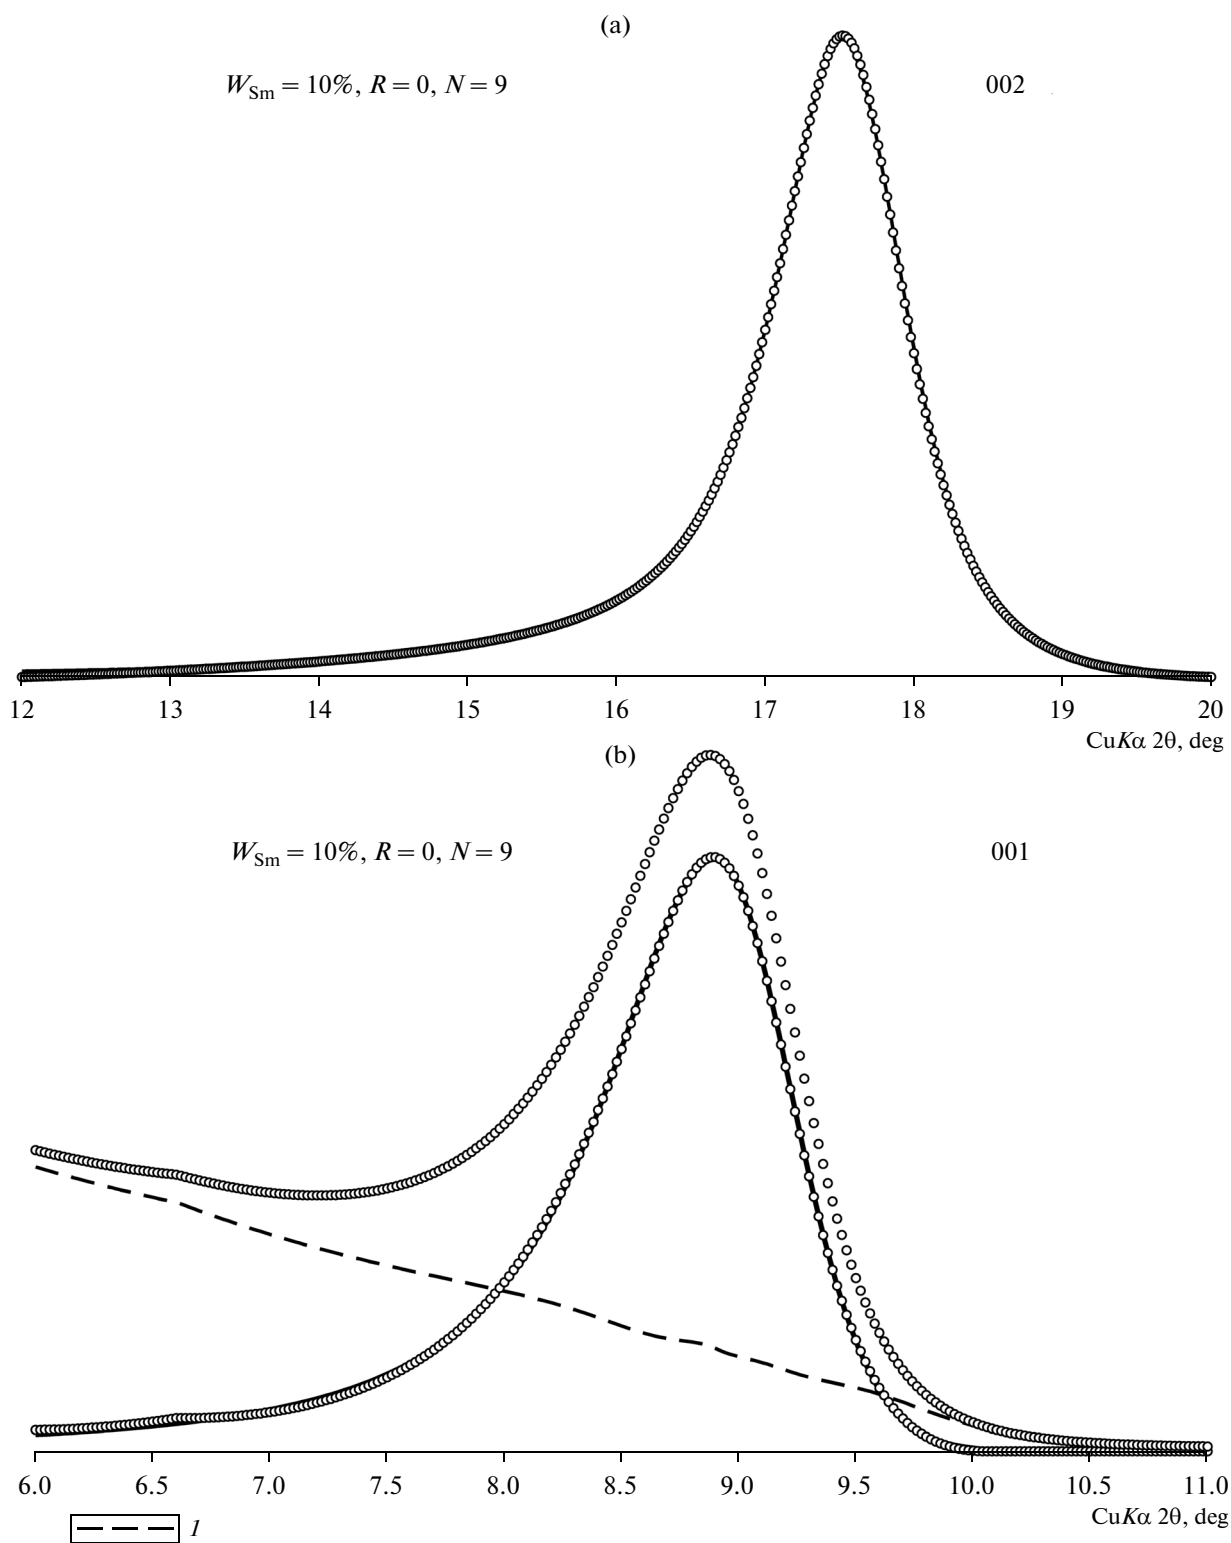 (a)
W_Sm = 10%, R = 0, N = 9
002
12 13 14 15 16 17 18 19 20
CuKα 2θ, deg
(b)
W_Sm = 10%, R = 0, N = 9
001
6.0 6.5 7.0 7.5 8.0 8.5 9.0 9.5 10.0 10.5 11.0
CuKα 2θ, deg
1